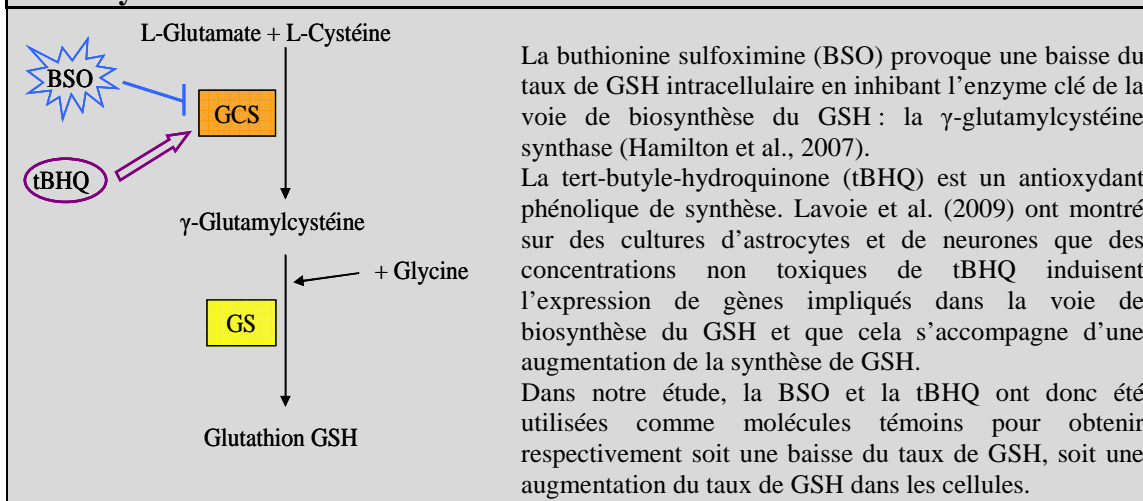 L-Glutamate + L-Cystéine
BSO
GCS
tBHQ
γ-Glutamylcystéine
+ Glycine
GS
Glutathion GSH
La buthionine sulfoximine (BSO) provoque une baisse du
taux de GSH intracellulaire en inhibant l’enzyme clé de la
voie de biosynthèse du GSH : la γ-glutamylcystéine
synthase (Hamilton et al., 2007).
La tert-butyle-hydroquinone (tBHQ) est un antioxydant
phénolique de synthèse. Lavoie et al. (2009) ont montré
sur des cultures d’astrocytes et de neurones que des
concentrations non toxiques de tBHQ induisent
l’expression de gènes impliqués dans la voie de
biosynthèse du GSH et que cela s’accompagne d’une
augmentation de la synthèse de GSH.
Dans notre étude, la BSO et la tBHQ ont donc été
utilisées comme molécules témoins pour obtenir
respectivement soit une baisse du taux de GSH, soit une
augmentation du taux de GSH dans les cellules.